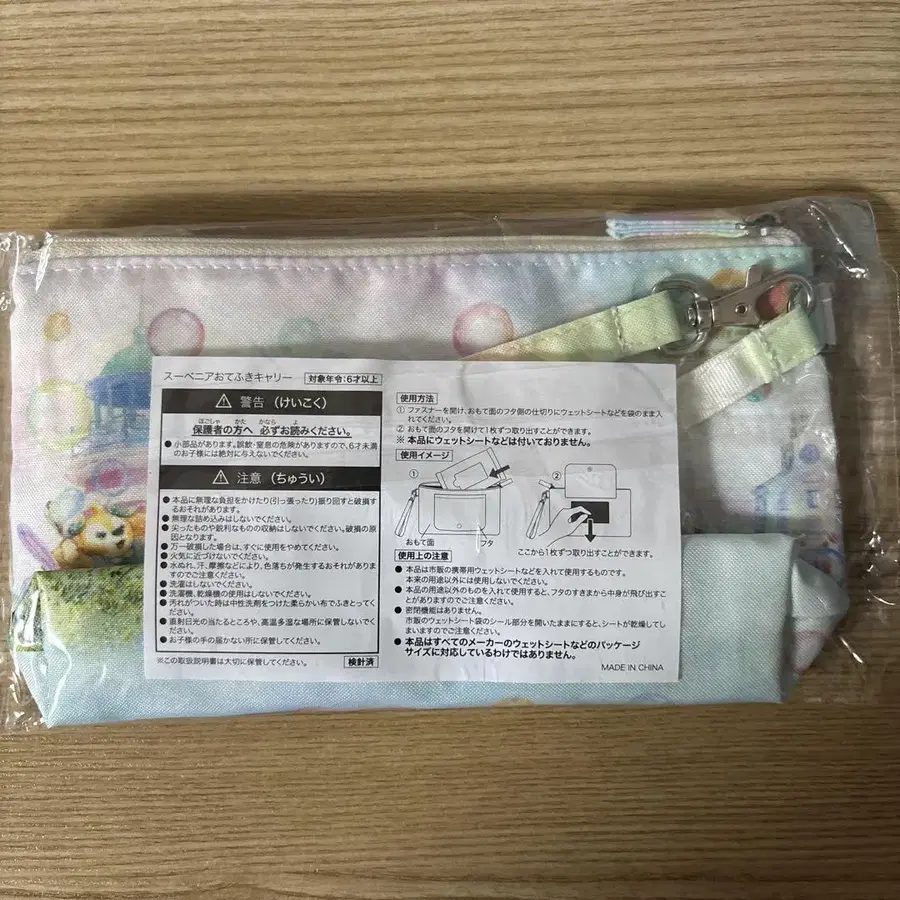 スーベニアおてふきキャリー 対象年令:6才以上
警告 (けいこく)
ほごしゃ かた かなら よ
保護者の方へ 必ずお読みください。
●小部品があります。誤飲・窒息の危険がありますので、6才未満
のお子様には絶対に与えないでください。
注意 (ちゅうい)
●本品に無理な負担をかけたり(引っ張ったり)振り回すと破損す
るおそれがあります。
●無理な詰め込みはしないでください。
●尖ったものや鋭利なものの収納はしないでください。破損の原
因となります。
●万一破損した場合は、すぐに使用をやめてください。
●火気に近づけないでください。
●水ぬれ、汗、摩擦などにより、色落ちが発生するおそれがありま
すのでご注意ください。
●洗濯はしないでください。
●洗濯機、乾燥機の使用はしないでください。
●汚れがついた時は中性洗剤をつけた柔らかい布でふきとってく
ださい。
●直射日光の当たるところや、高温多湿な場所に保管しないで
ください。
●お子様の手の届かない所に保管してください。
※この取扱説明書は大切に保管してください。 検針済
使用方法
① ファスナーを開け、おもて面のフタ側の仕切りにウェットシートなどを袋のまま入
れてください。
② おもて面のフタを開けて1枚ずつ取り出すことができます。
※ 本品にウェットシートなどは付いておりません。
使用イメージ
① ②
おもて面 フタ
ここから1枚ずつ取り出すことができます。
使用上の注意
● 本品は市販の携帯用ウェットシートなどを入れて使用するものです。
本来の用途以外には使用しないでください。
● 本品の用途以外のものを入れて使用すると、フタのすきまから中身が飛び出すこ
とがありますのでご注意ください。
● 密閉機能はありません。
市販のウェットシート袋のシール部分を開いたままにすると、シートが乾燥して
しまいますのでご注意ください。
● 本品はすべてのメーカーのウェットシートなどのパッケージ
サイズに対応しているわけではありません。
MADE IN CHINA